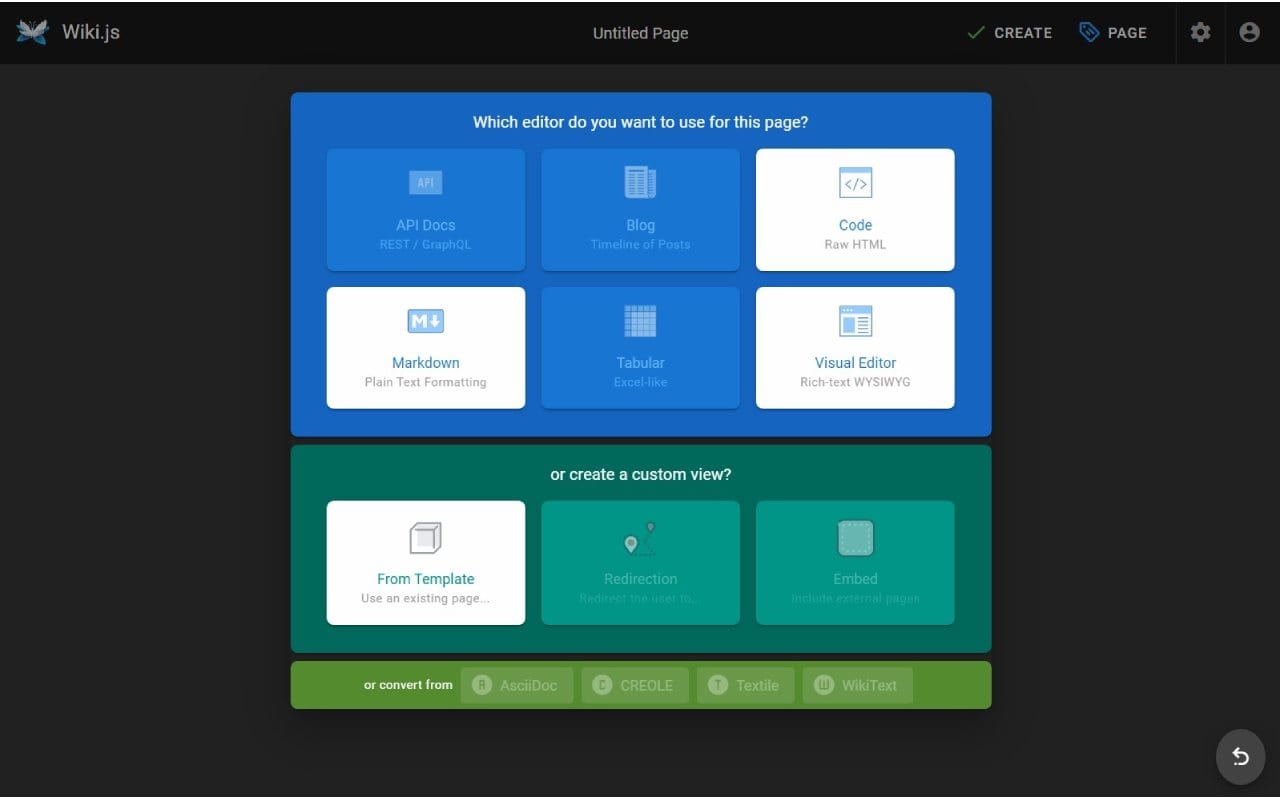 Wiki.js
Untitled Page
CREATE
PAGE
Which editor do you want to use for this page?
API
API Docs
REST / GraphQL
Blog
Timeline of Posts
</>
Code
Raw HTML
M
Markdown
Plain Text Formatting
Tabular
Excel-like
Visual Editor
Rich-text WYSIWYG
or create a custom view?
From Template
Use an existing page...
Redirection
Redirect the user to...
Embed
Include external pages
or convert from
A AsciiDoc
C CREOLE
T Textile
W WikiText